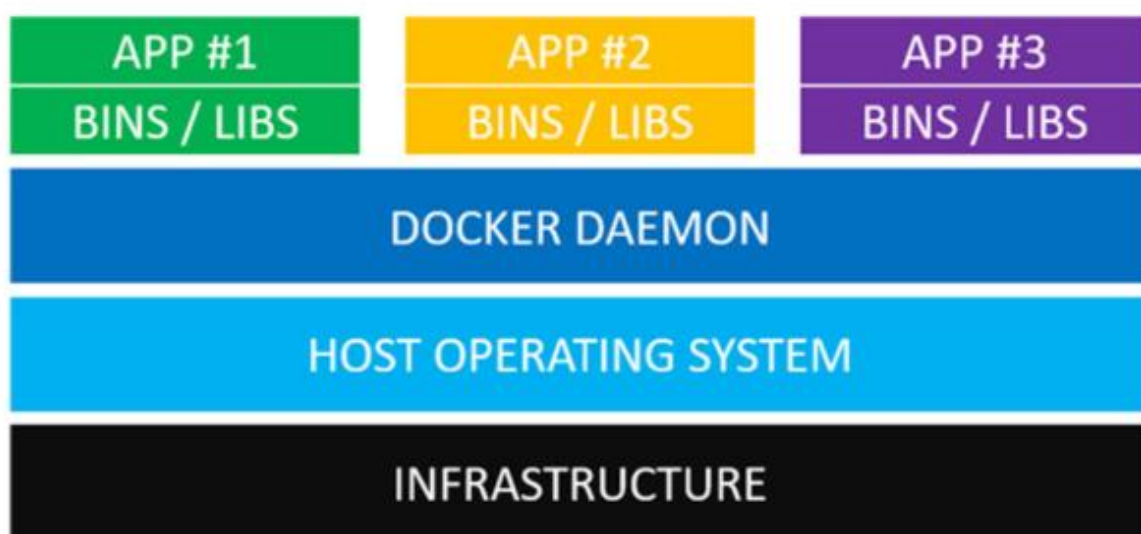 APP #1
BINS / LIBS
APP #2
BINS / LIBS
APP #3
BINS / LIBS
DOCKER DAEMON
HOST OPERATING SYSTEM
INFRASTRUCTURE